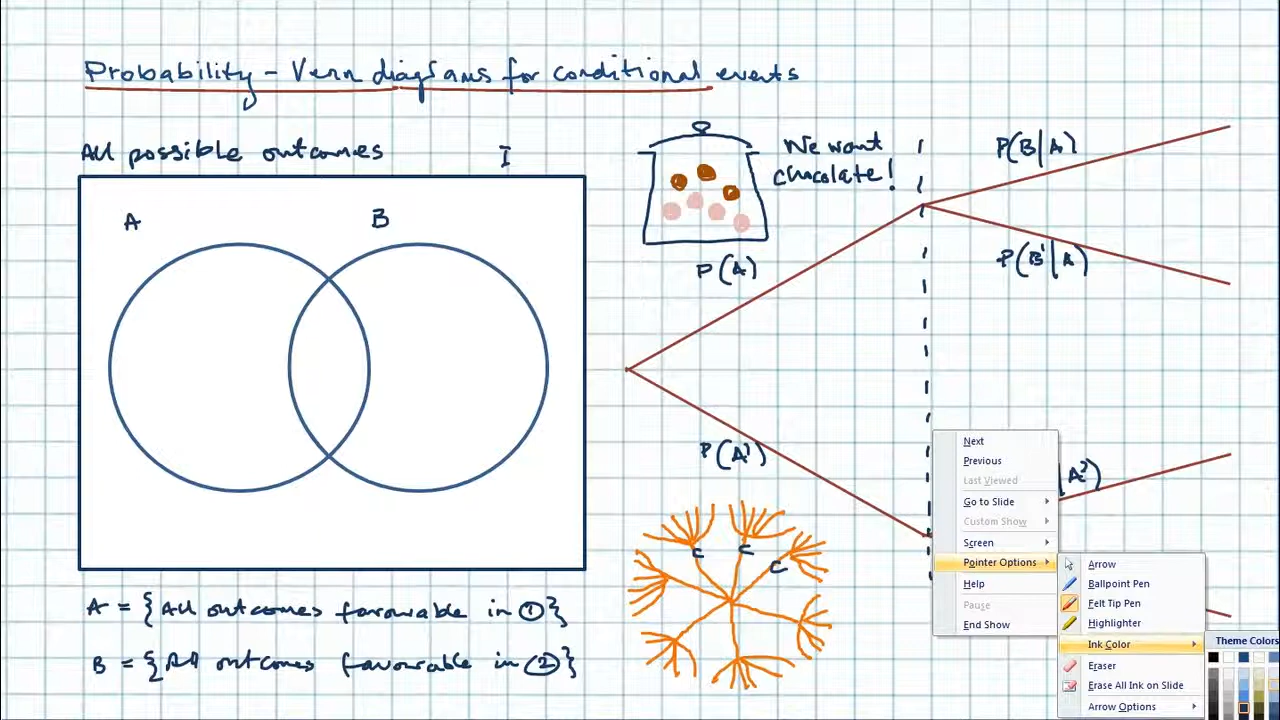 Probability - Venn diagrams for conditional events
All possible outcomes
We want
chocolate!
A
B
P(A)
P(B|A)
P(B'|A)
P(A')
|A')
C C C
A = {All outcomes favourable in ①}
B = {All outcomes favourable in ②}
Next
Previous
Last Viewed
Go to Slide
Custom Show
Screen
Pointer Options
Help
Pause
End Show
Arrow
Ballpoint Pen
Felt Tip Pen
Highlighter
Ink Color
Eraser
Erase All Ink on Slide
Arrow Options
Theme Colors